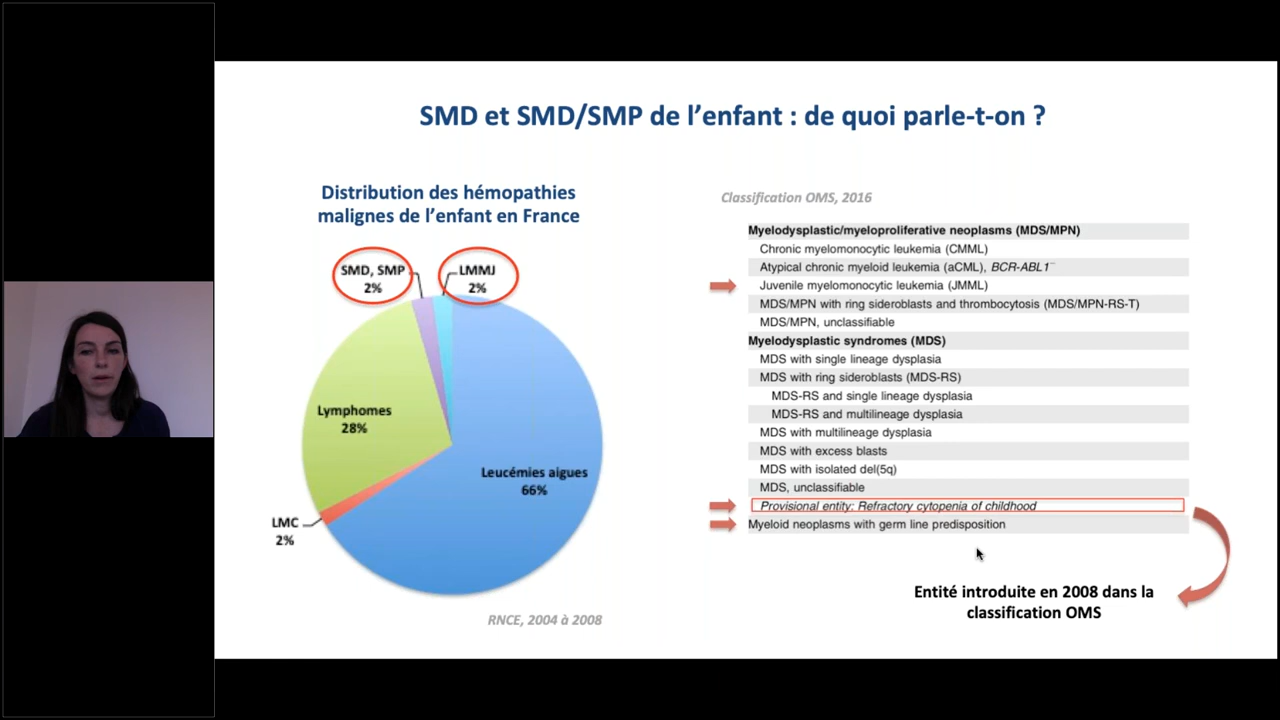 SMD et SMD/SMP de l'enfant : de quoi parle-t-on ?
Distribution des hémopathies
malignes de l'enfant en France
SMD, SMP
2%
LMMJ
2%
Lymphomes
28%
Leucémies aigues
66%
LMC
2%
RNCE, 2004 à 2008
Classification OMS, 2016
Myelodysplastic/myeloproliferative neoplasms (MDS/MPN)
Chronic myelomonocytic leukemia (CMML)
Atypical chronic myeloid leukemia (aCML), BCR-ABL1⁻
Juvenile myelomonocytic leukemia (JMML)
MDS/MPN with ring sideroblasts and thrombocytosis (MDS/MPN-RS-T)
MDS/MPN, unclassifiable
Myelodysplastic syndromes (MDS)
MDS with single lineage dysplasia
MDS with ring sideroblasts (MDS-RS)
MDS-RS and single lineage dysplasia
MDS-RS and multilineage dysplasia
MDS with multilineage dysplasia
MDS with excess blasts
MDS with isolated del(5q)
MDS, unclassifiable
Provisional entity: Refractory cytopenia of childhood
Myeloid neoplasms with germ line predisposition
Entité introduite en 2008 dans la
classification OMS